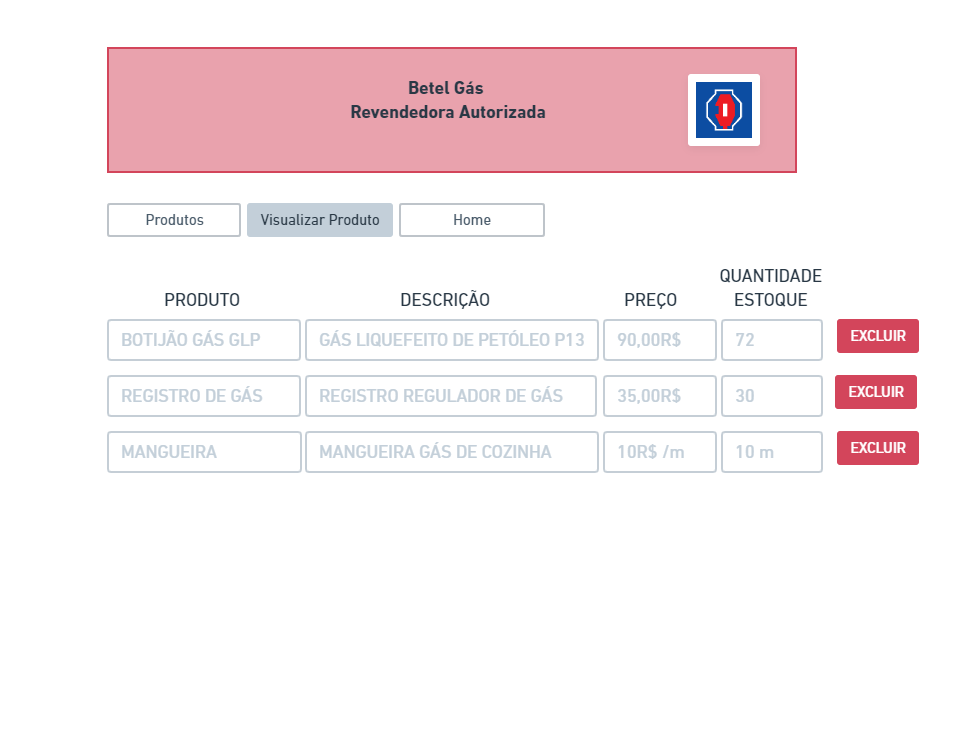 Betel Gás
Revendedora Autorizada
Produtos Visualizar Produto Home
PRODUTO DESCRIÇÃO PREÇO QUANTIDADE ESTOQUE
BOTIJÃO GÁS GLP GÁS LIQUEFEITO DE PETÓLEO P13 90,00R$ 72 EXCLUIR
REGISTRO DE GÁS REGISTRO REGULADOR DE GÁS 35,00R$ 30 EXCLUIR
MANGUEIRA MANGUEIRA GÁS DE COZINHA 10R$ /m 10 m EXCLUIR